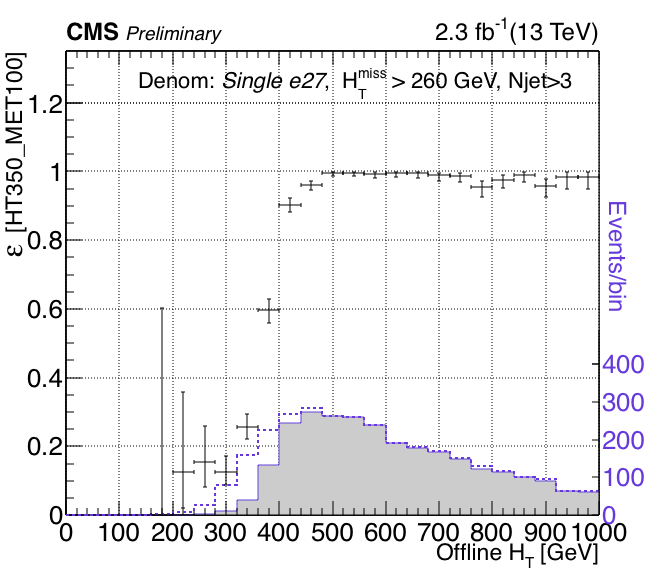 CMS Preliminary 2.3 fb⁻¹(13 TeV)
Denom: Single e27, H_T^miss > 260 GeV, Njet>3
ε [HT350_MET100]
1.2
1
0.8
0.6
0.4
0.2
0
Events/bin
400
300
200
100
0
0 100 200 300 400 500 600 700 800 900 1000
Offline H_T [GeV]